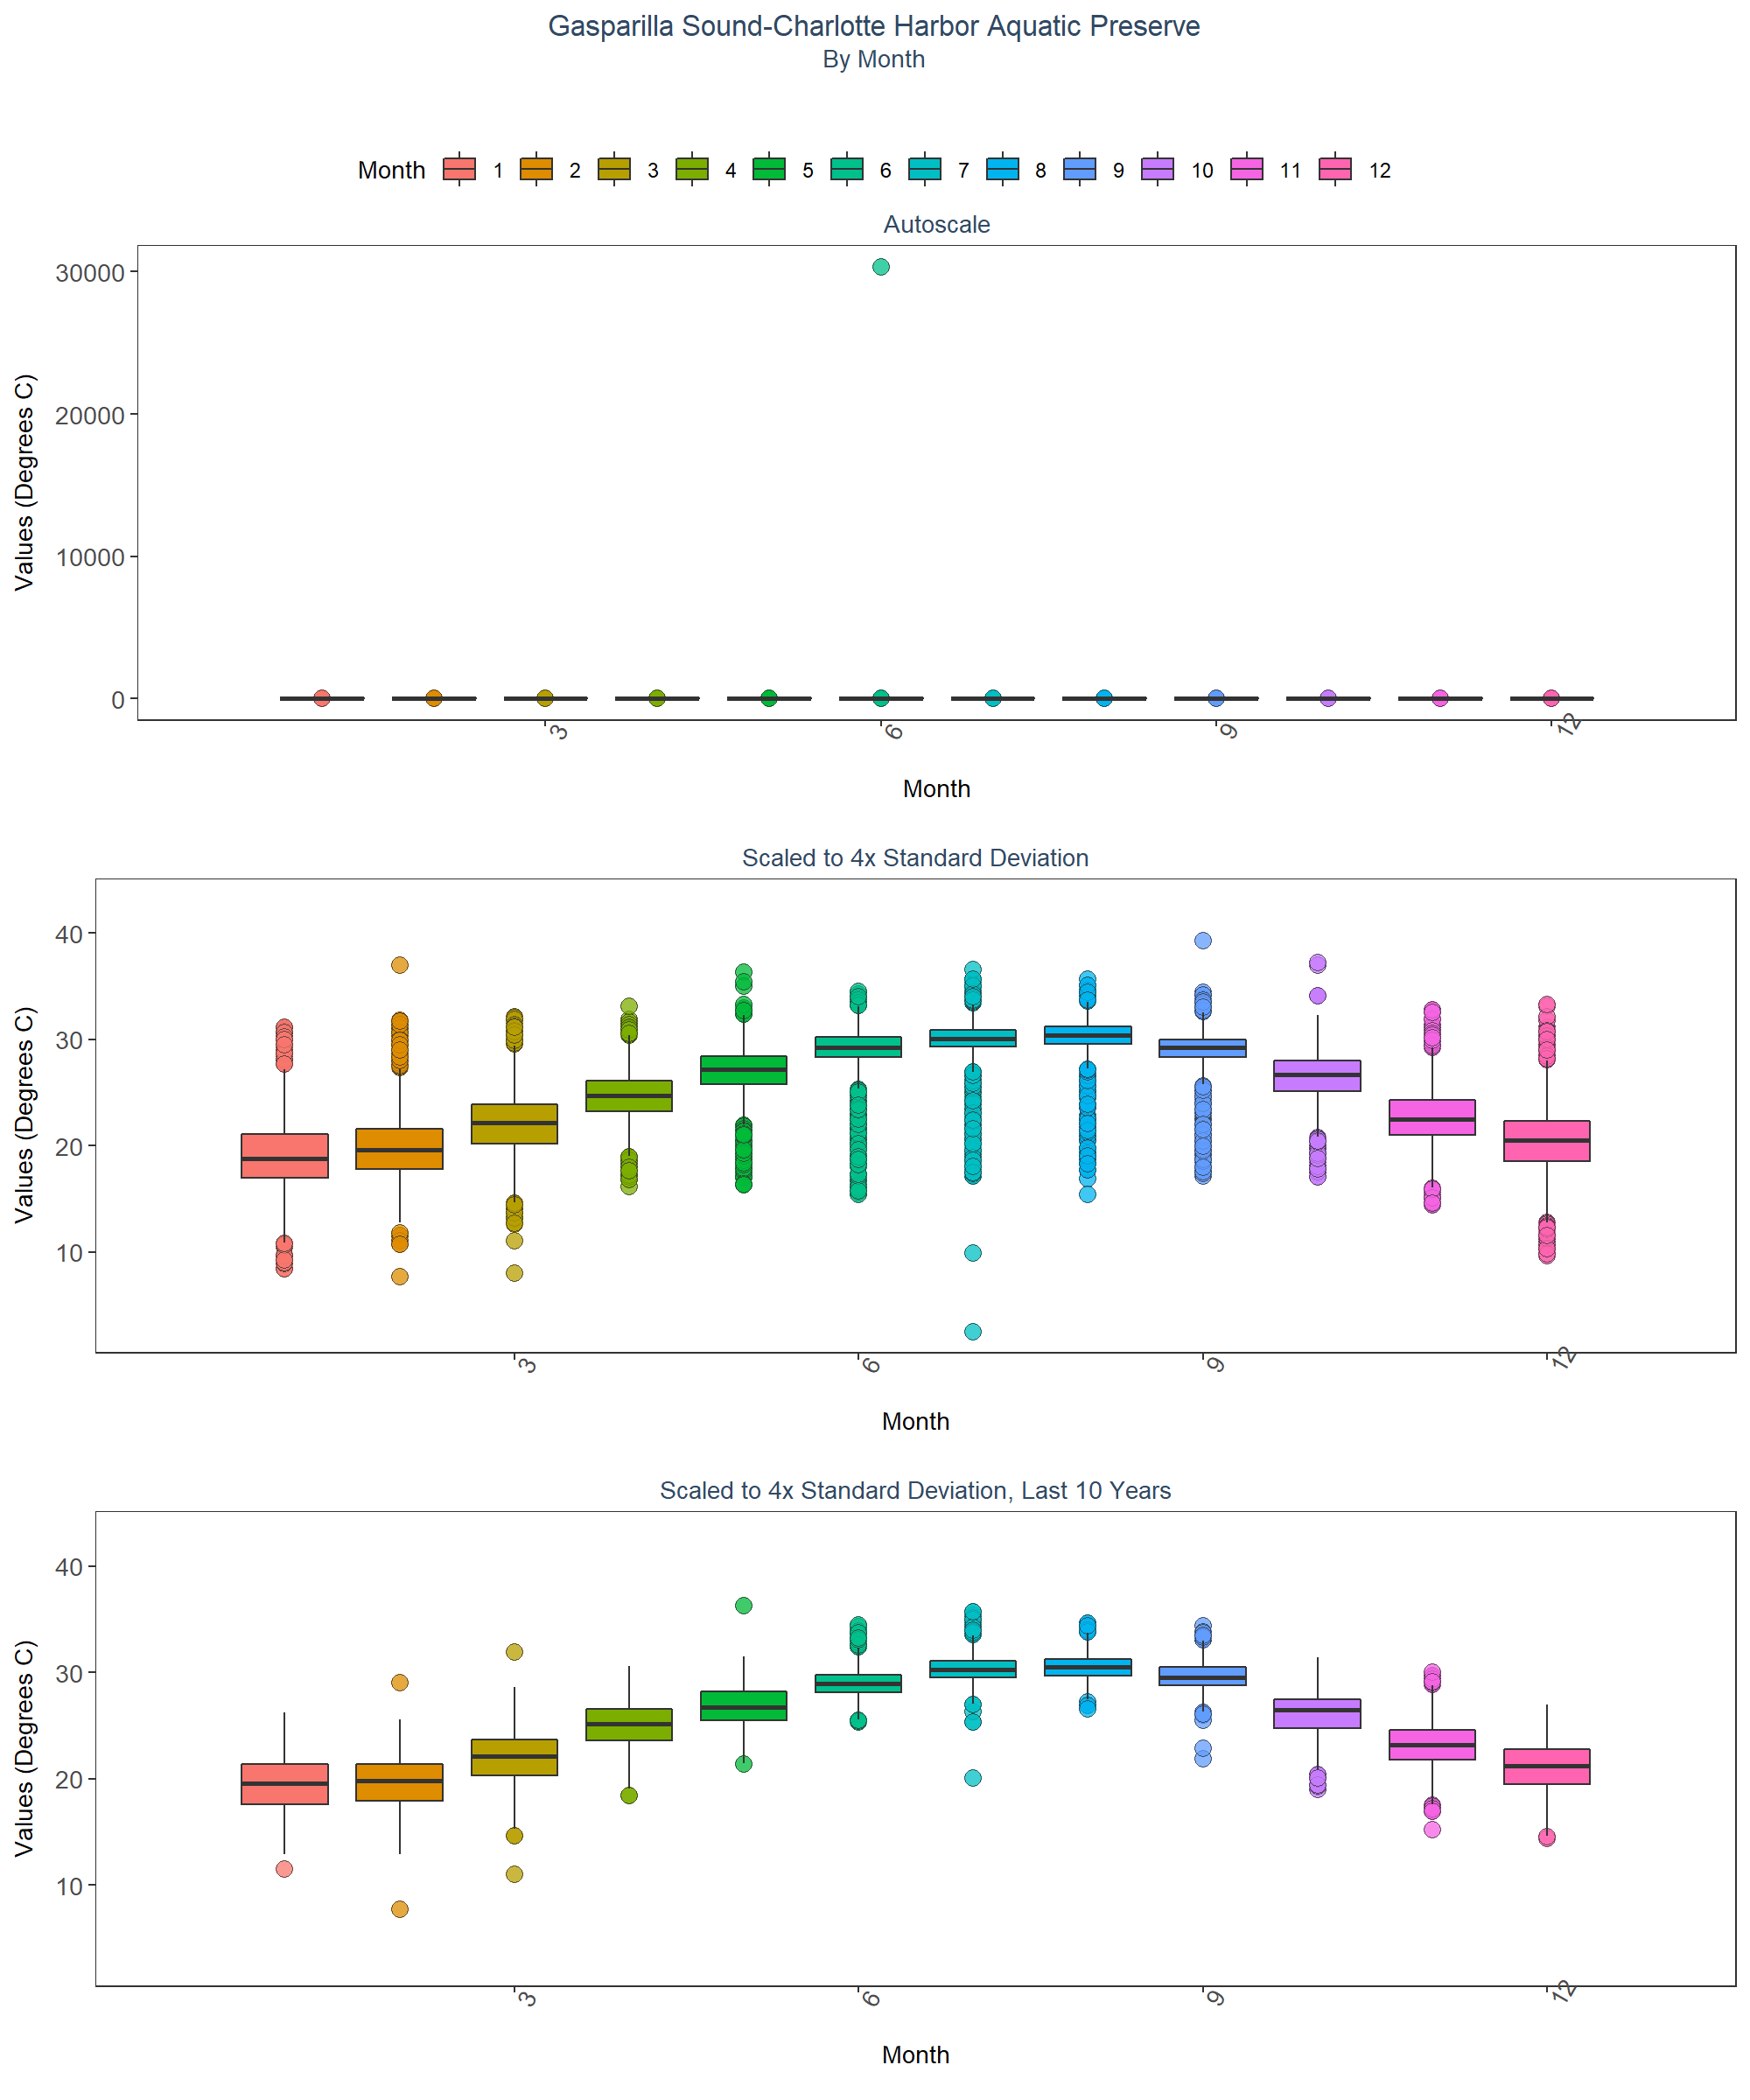 Gasparilla Sound-Charlotte Harbor Aquatic Preserve
By Month
Month 1 2 3 4 5 6 7 8 9 10 11 12
Autoscale
Values (Degrees C)
30000
20000
10000
0
3 6 9 12
Month
Scaled to 4x Standard Deviation
Values (Degrees C)
40
30
20
10
3 6 9 12
Month
Scaled to 4x Standard Deviation, Last 10 Years
Values (Degrees C)
40
30
20
10
3 6 9 12
Month